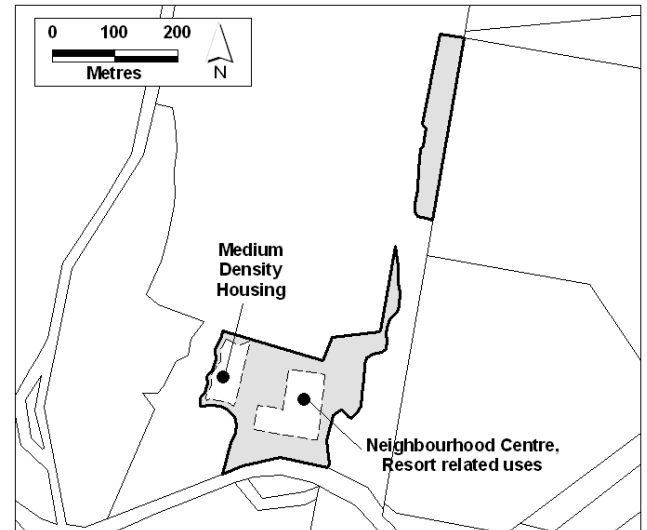 0 100 200
Metres
N
Medium
Density
Housing
Neighbourhood Centre,
Resort related uses